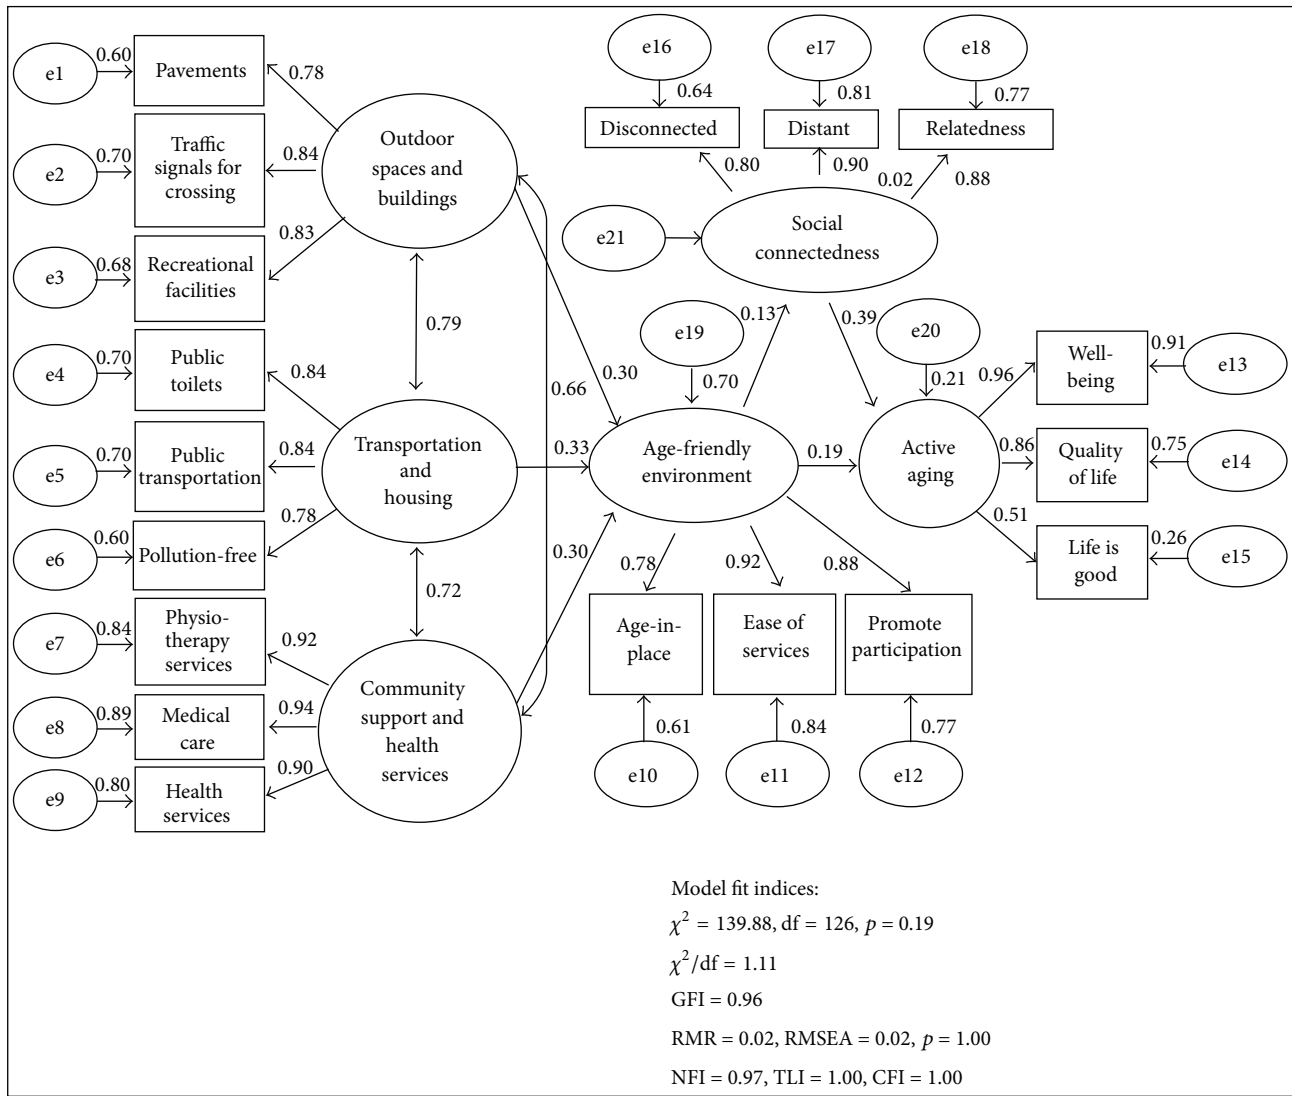 e1
0.60
Pavements
0.78
e2
0.70
Traffic
signals for
crossing
0.84
e3
0.68
Recreational
facilities
0.83
Outdoor
spaces and
buildings
e4
0.70
Public
toilets
0.84
e5
0.70
Public
transportation
0.84
e6
0.60
Pollution-free
0.78
Transportation
and
housing
e7
0.84
Physio-
therapy
services
0.92
e8
0.89
Medical
care
0.94
e9
0.80
Health
services
0.90
Community
support and
health
services
0.79
0.72
0.66
0.30
0.33
0.30
e16
0.64
Disconnected
0.80
e17
0.81
Distant
0.90
e18
0.77
Relatedness
0.02
0.88
e21
Social
connectedness
e19
0.70
0.13
0.39
e20
0.21
Age-friendly
environment
0.19
Active
aging
0.96
Well-
being
0.91
e13
0.86
Quality
of life
0.75
e14
0.51
Life is
good
0.26
e15
0.78
0.92
0.88
Age-in-
place
Ease of
services
Promote
participation
0.61
0.84
0.77
e10
e11
e12
Model fit indices:
χ² = 139.88, df = 126, p = 0.19
χ²/df = 1.11
GFI = 0.96
RMR = 0.02, RMSEA = 0.02, p = 1.00
NFI = 0.97, TLI = 1.00, CFI = 1.00